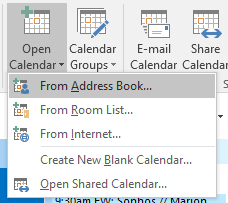 Open Calendar
Calendar Groups
E-mail Calendar
Share Calendar
From Address Book...
From Room List...
From Internet...
Create New Blank Calendar...
Open Shared Calendar...
9:30am FW: Sophos // Marion